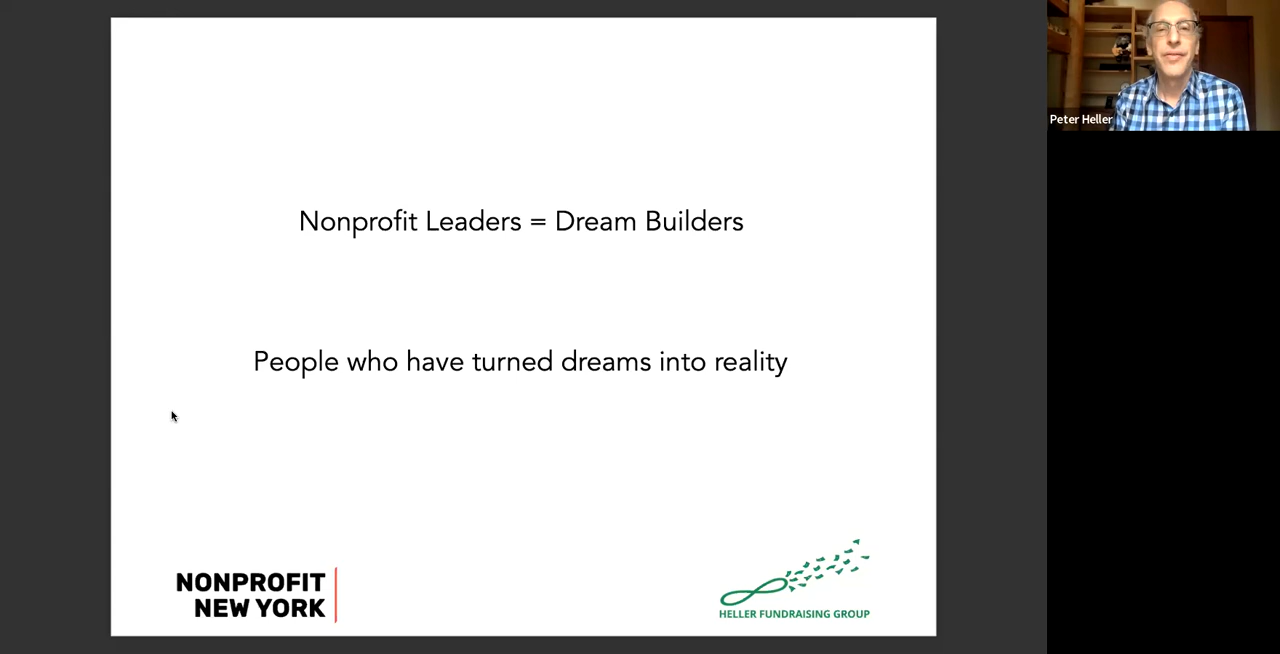 Nonprofit Leaders = Dream Builders
People who have turned dreams into reality
NONPROFIT
NEW YORK
HELLER FUNDRAISING GROUP
Peter Heller